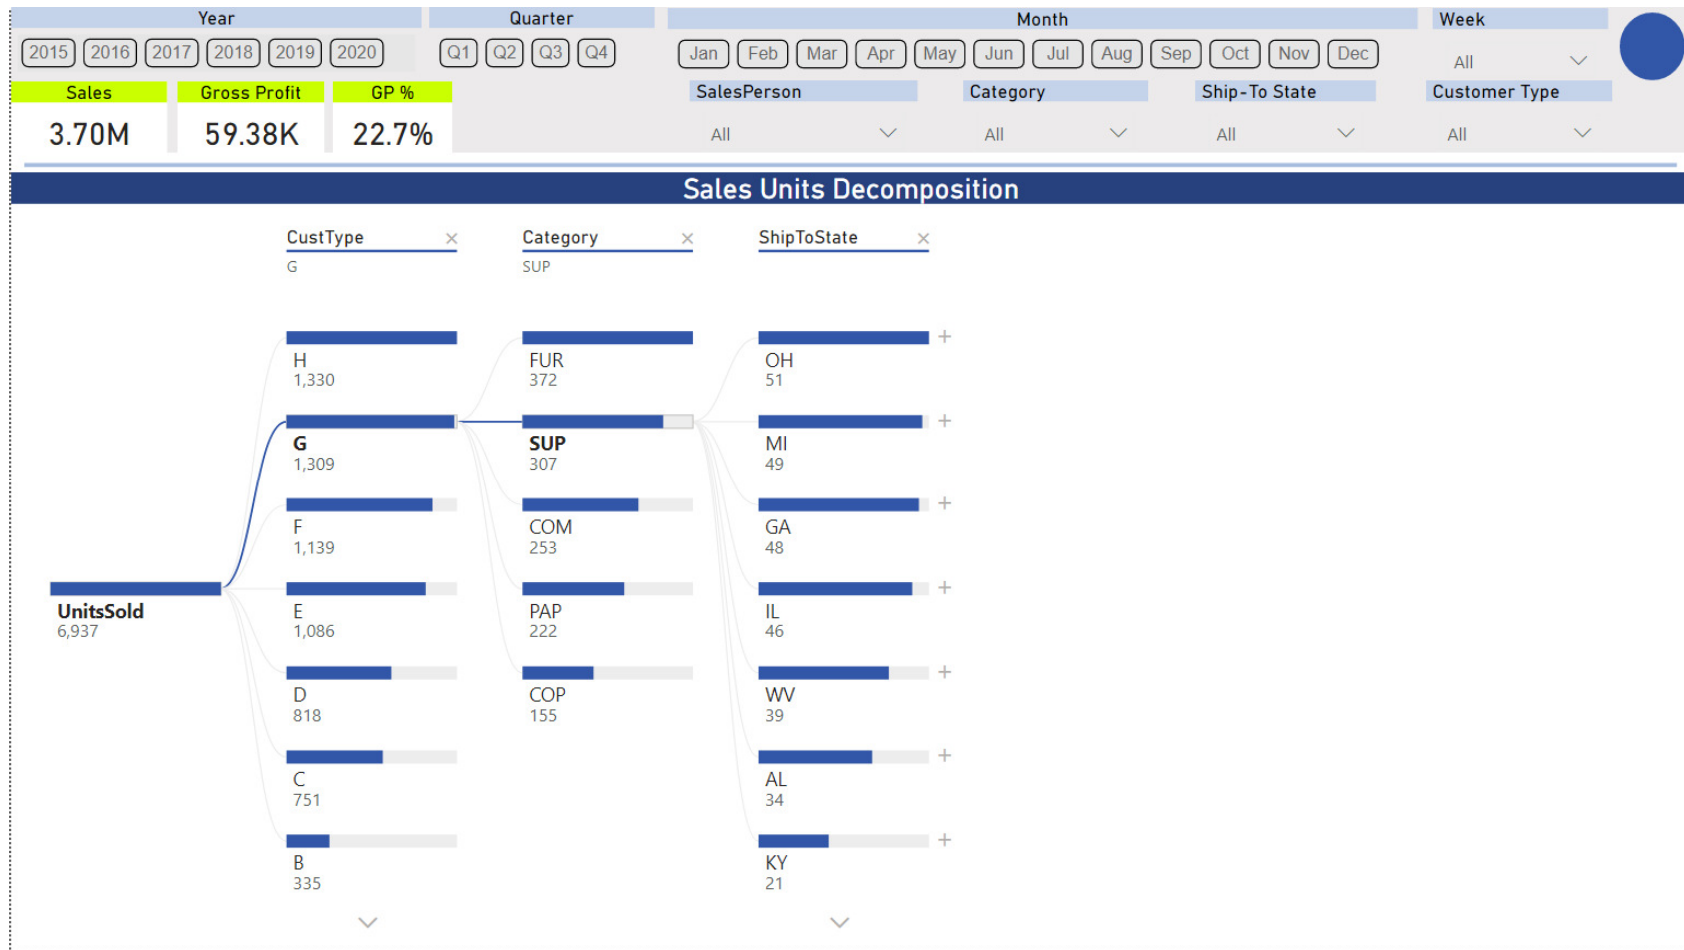 Year Quarter Month Week
2015 2016 2017 2018 2019 2020 Q1 Q2 Q3 Q4 Jan Feb Mar Apr May Jun Jul Aug Sep Oct Nov Dec All
Sales Gross Profit GP % SalesPerson Category Ship-To State Customer Type
3.70M 59.38K 22.7% All All All All
Sales Units Decomposition
CustType Category ShipToState
G SUP
H FUR OH
1,330 372 51
G SUP MI
1,309 307 49
F COM GA
1,139 253 48
UnitsSold E PAP IL
6,937 1,086 222 46
D COP WV
818 155 39
C AL
751 34
B KY
335 21